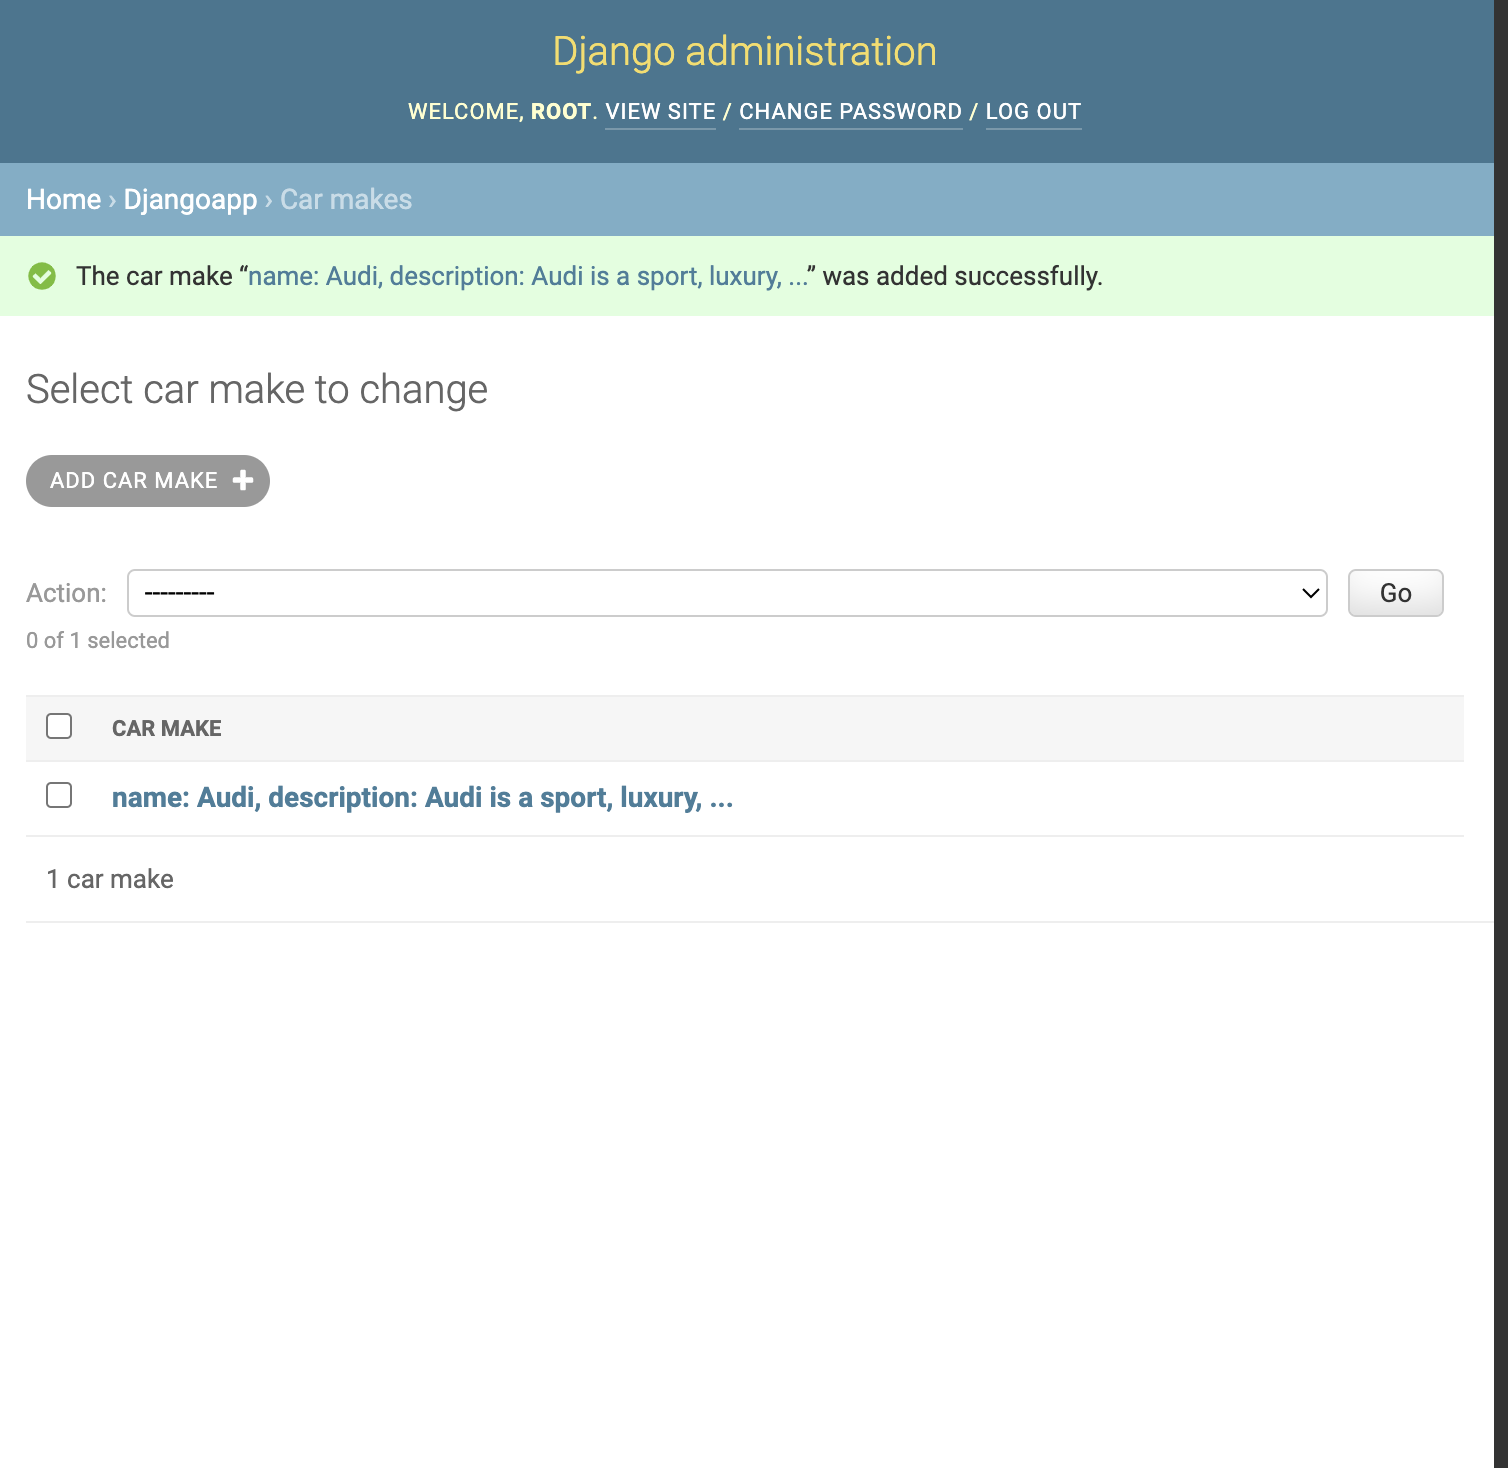 Django administration
WELCOME, ROOT. VIEW SITE / CHANGE PASSWORD / LOG OUT
Home › Djangoapp › Car makes
The car make “name: Audi, description: Audi is a sport, luxury, ...” was added successfully.
Select car make to change
ADD CAR MAKE +
Action: --------- Go
0 of 1 selected
CAR MAKE
name: Audi, description: Audi is a sport, luxury, ...
1 car make